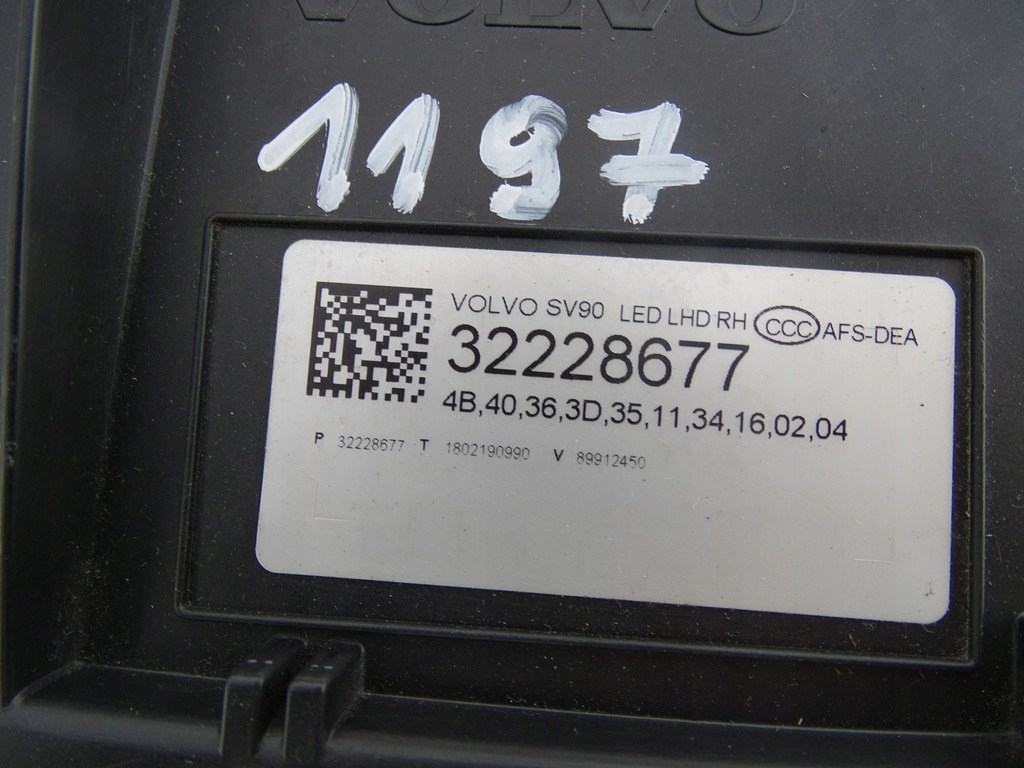 VOLVO
1197
VOLVO SV90 LED LHD RH CCC AFS-DEA
32228677
4B,40,36,3D,35,11,34,16,02,04
P 32228677 T 1802190990 V 89912450